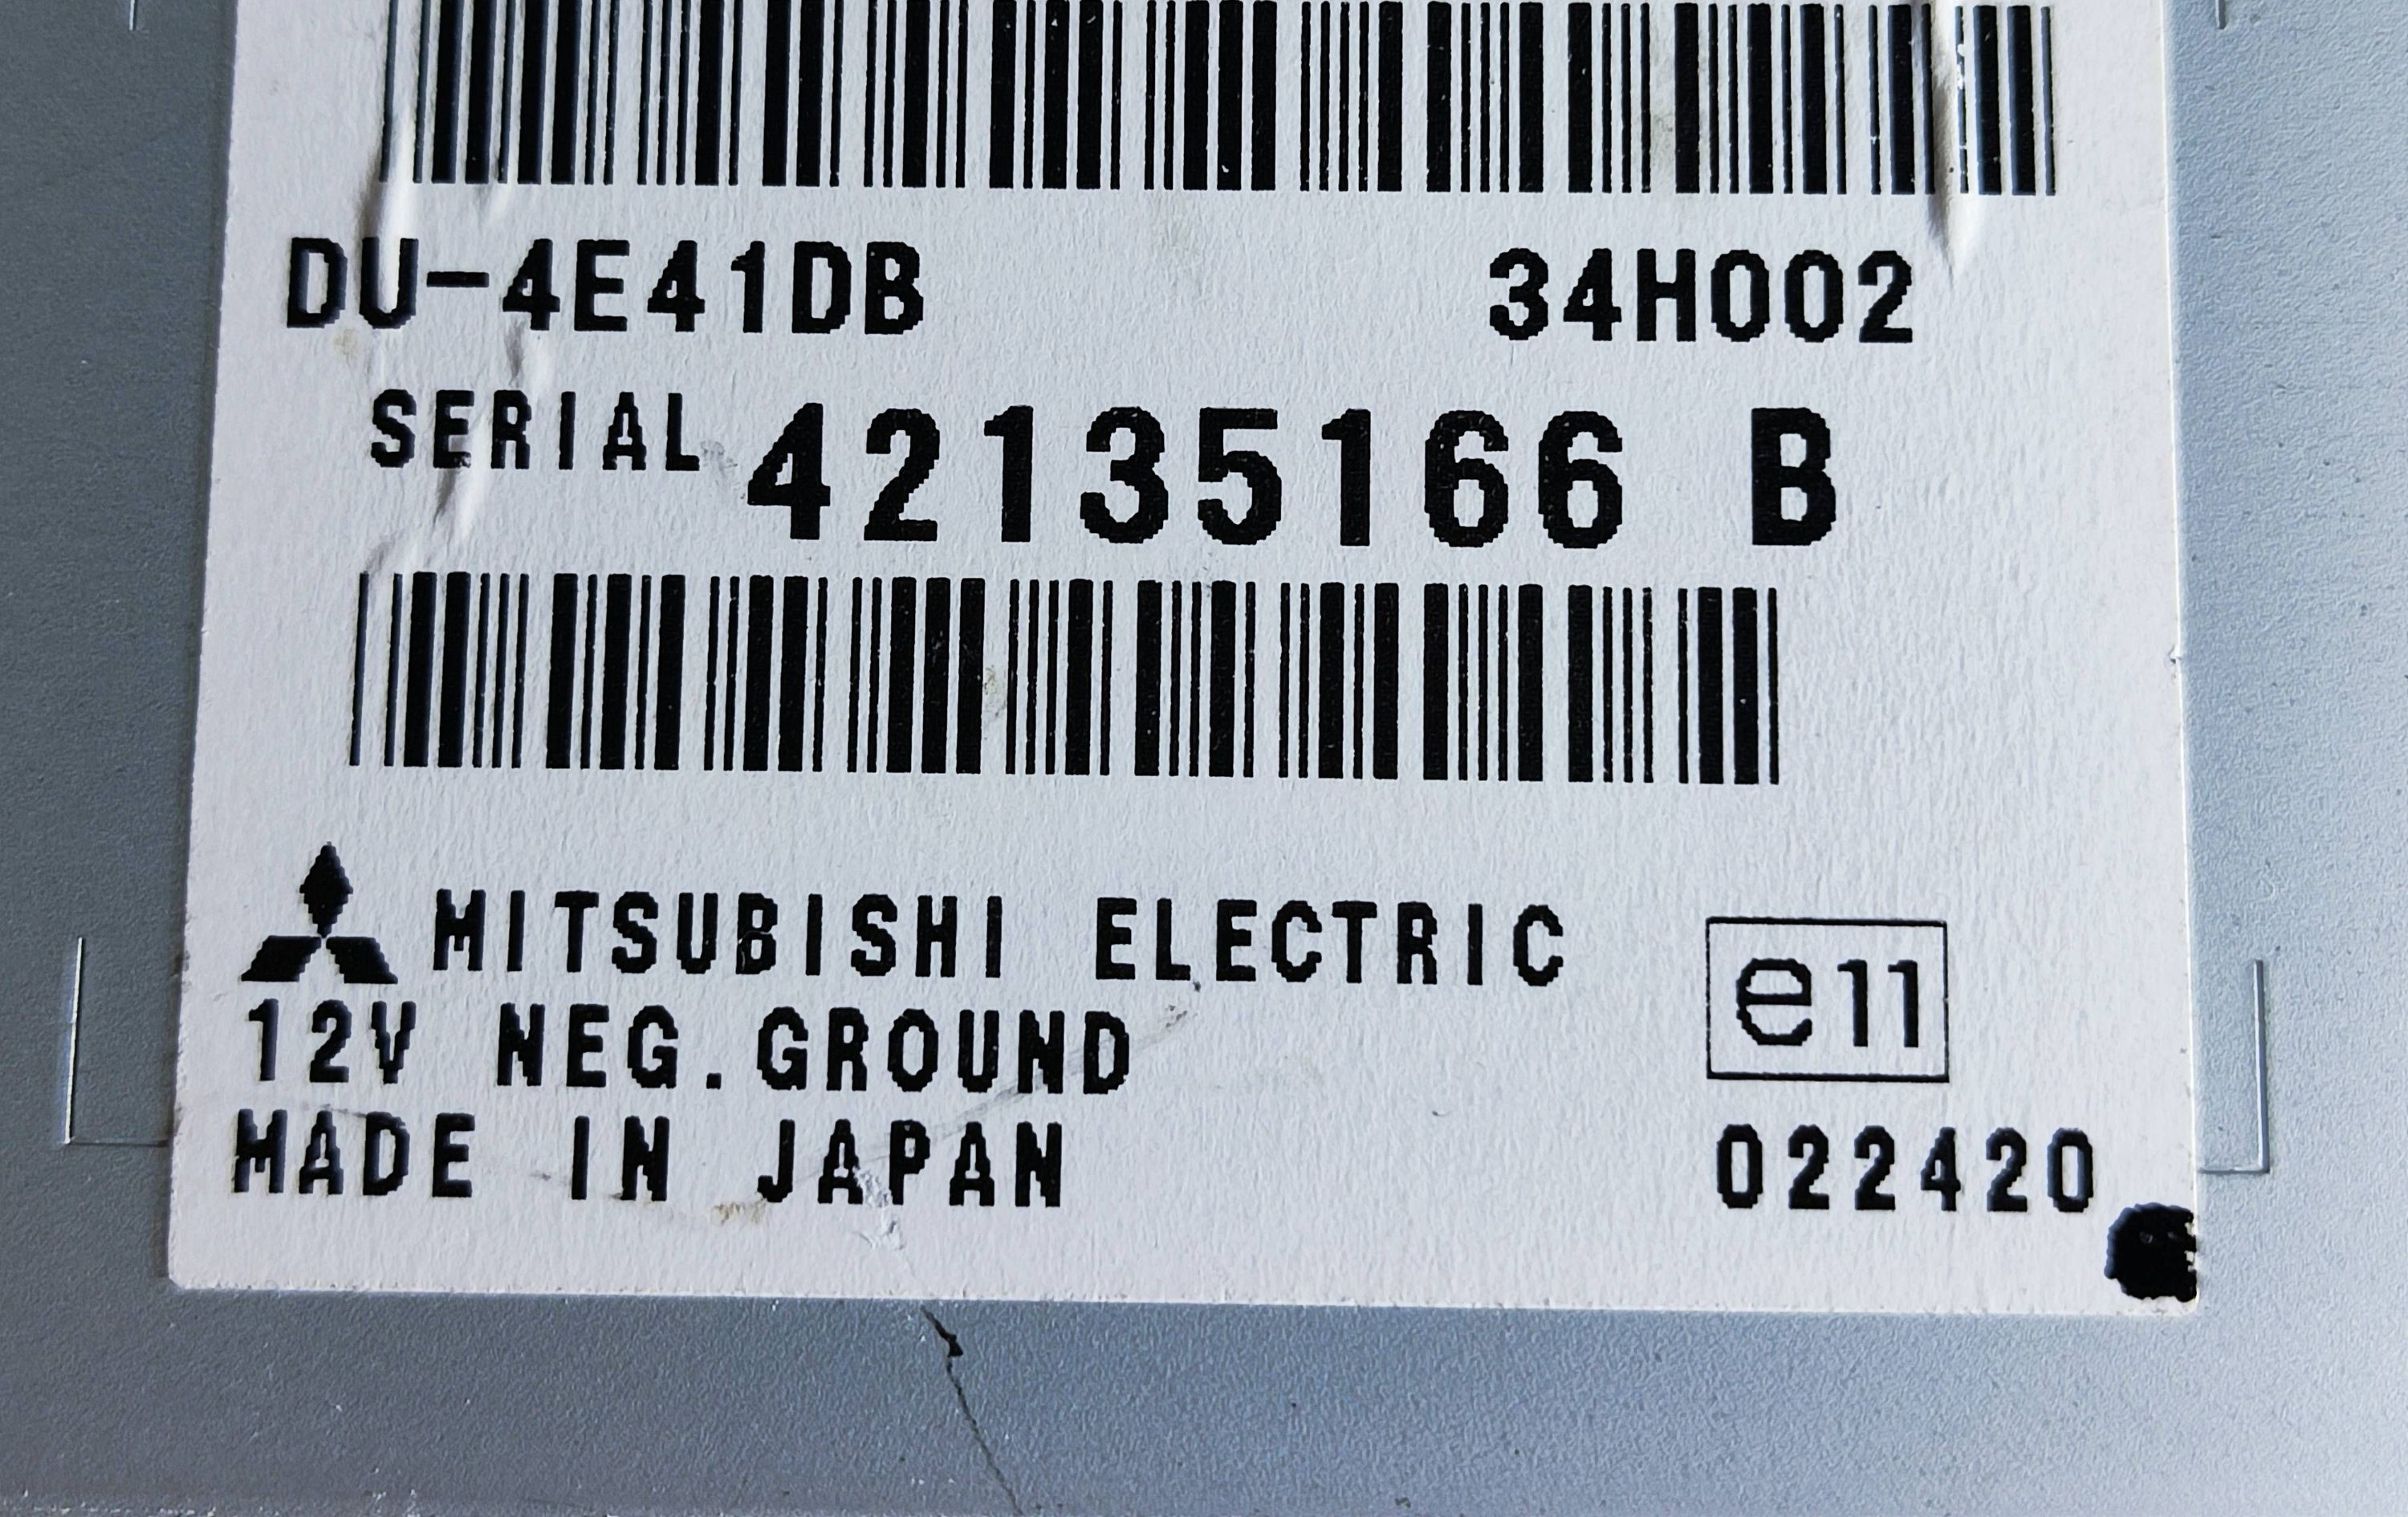 DU-4E41DB 34H002
SERIAL 42135166 B
MITSUBISHI ELECTRIC
e11
12V NEG.GROUND
MADE IN JAPAN 022420